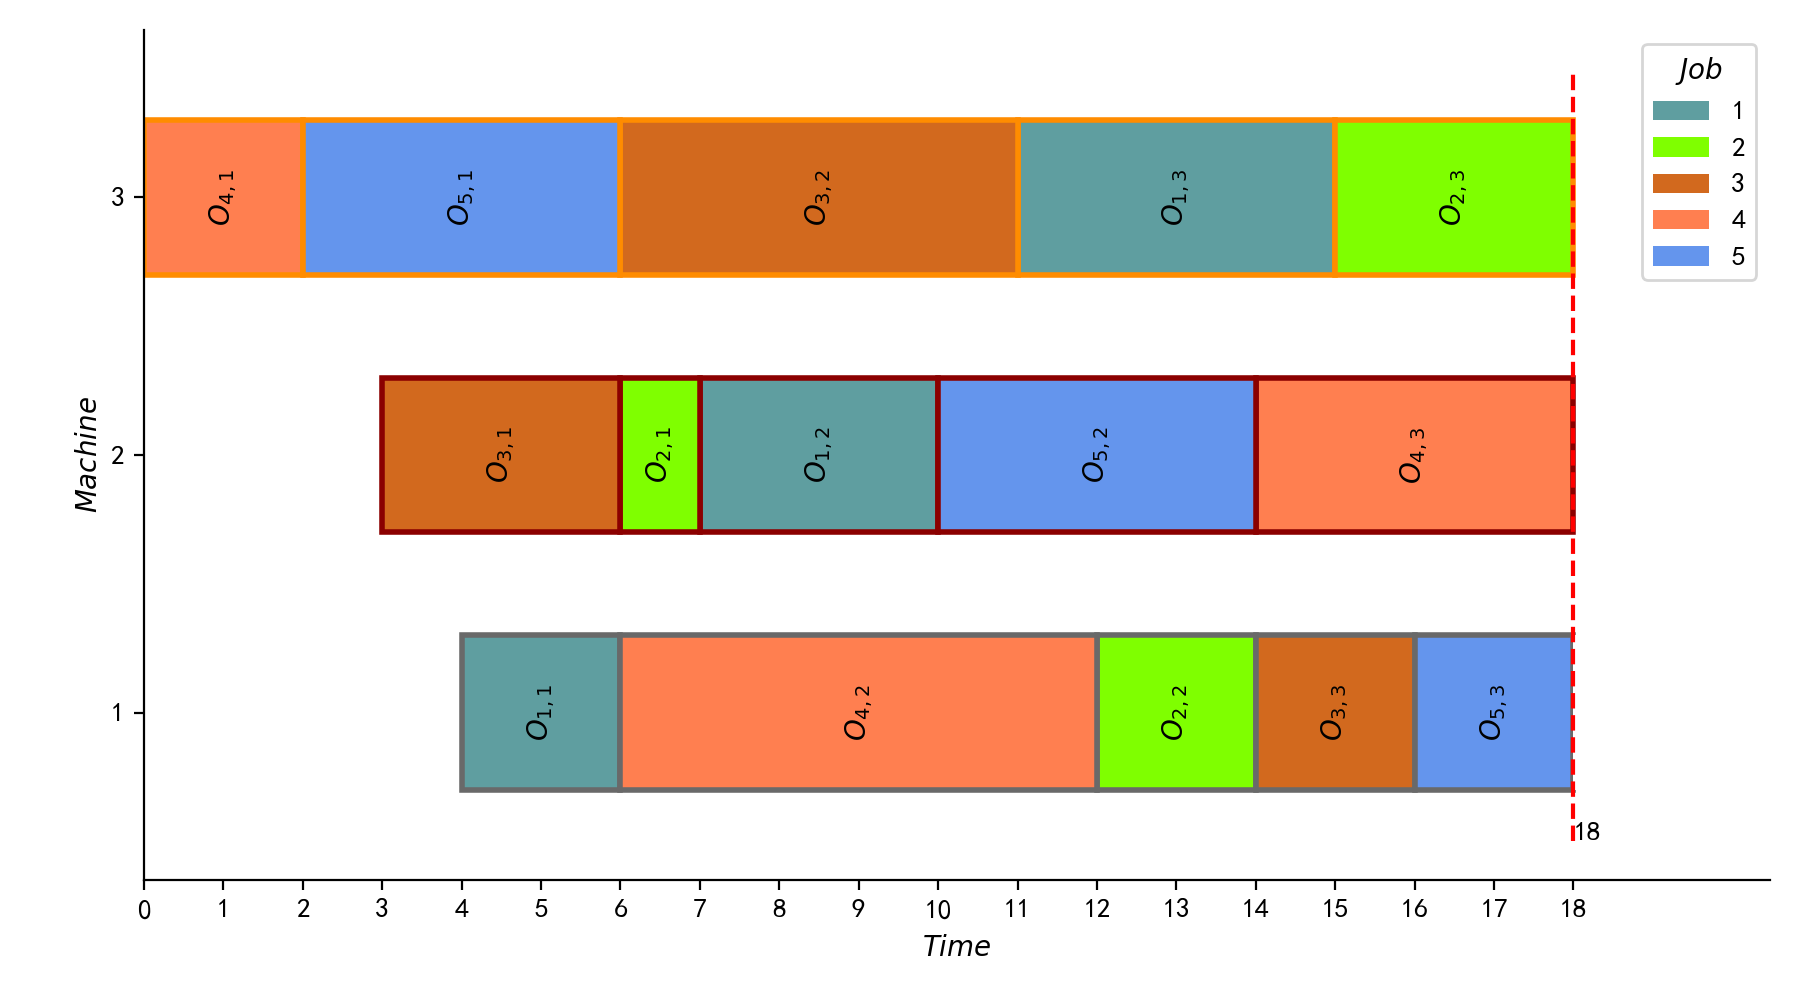 Job
1
2
3
4
5
Machine
3
O4,1 O5,1 O3,2 O1,3 O2,3
2
O3,1 O2,1 O1,2 O5,2 O4,3
1
O1,1 O4,2 O2,2 O3,3 O5,3
18
0 1 2 3 4 5 6 7 8 9 10 11 12 13 14 15 16 17 18
Time